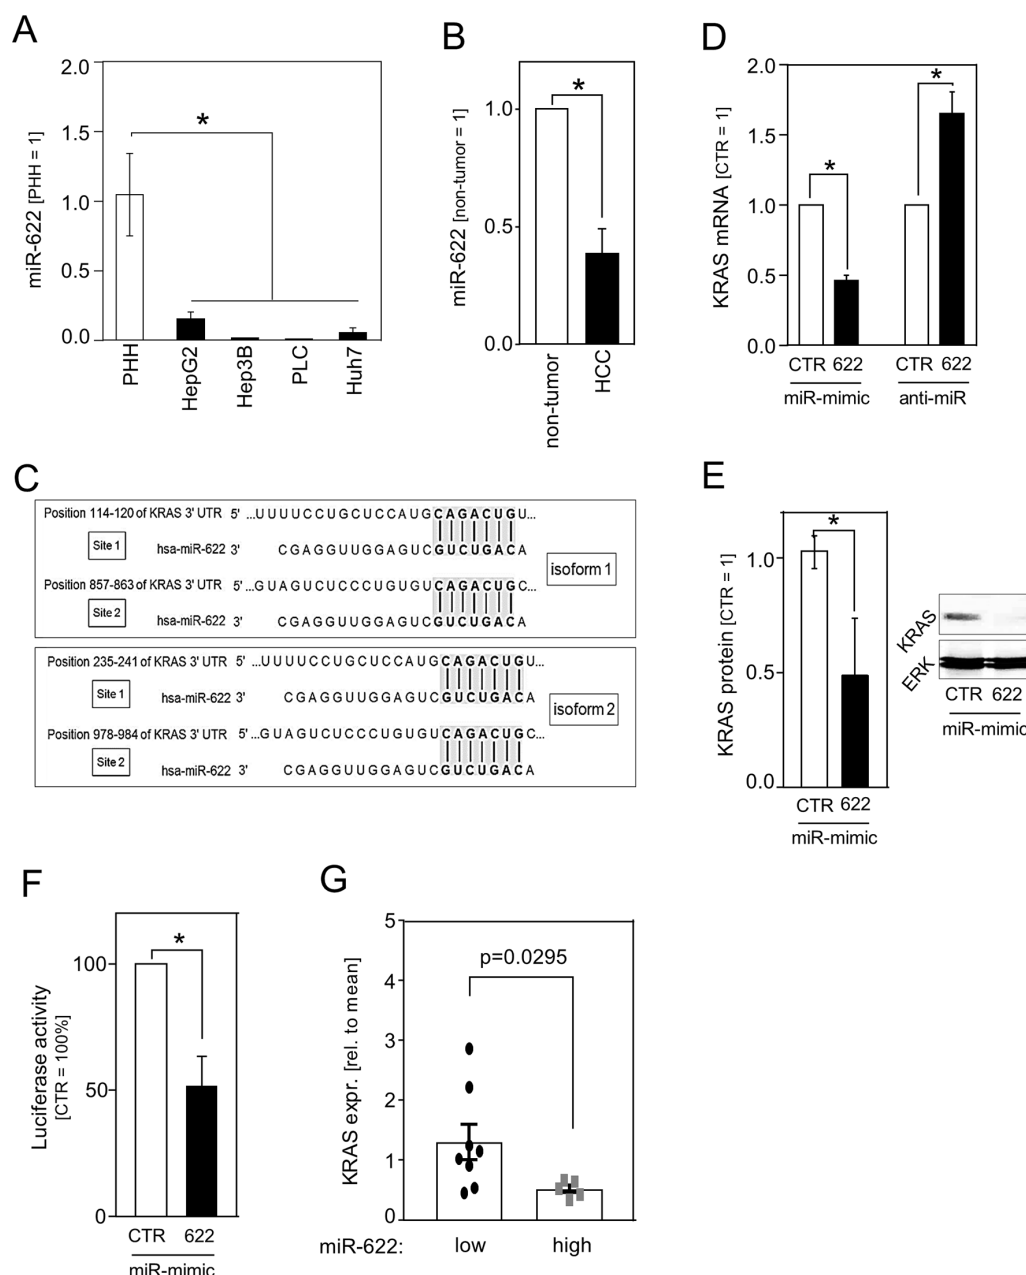 A
2.0
1.5
1.0
0.5
0.0
miR-622 [PHH = 1]
*
PHH
HepG2
Hep3B
PLC
Huh7
B
1.0
0.5
0.0
miR-622 [non-tumor = 1]
*
non-tumor
HCC
D
2.0
1.5
1.0
0.5
0.0
KRAS mRNA [CTR = 1]
*
*
CTR 622 CTR 622
miR-mimic anti-miR
C
Position 114-120 of KRAS 3' UTR 5' ...UUUUCCUGCUCCAUGCAGACUGU...
Site 1 hsa-miR-622 3' CGAGGUUGGAGUCGUCUGACA
isoform 1
Position 857-863 of KRAS 3' UTR 5' ...GUAGUCUCCCUGUGUCAGACUGC...
Site 2 hsa-miR-622 3' CGAGGUUGGAGUCGUCUGACA
Position 235-241 of KRAS 3' UTR 5' ...UUUUCCUGCUCCAUGCAGACUGU...
Site 1 hsa-miR-622 3' CGAGGUUGGAGUCGUCUGACA
isoform 2
Position 978-984 of KRAS 3' UTR 5' ...GUAGUCUCCCUGUGUCAGACUGC...
Site 2 hsa-miR-622 3' CGAGGUUGGAGUCGUCUGACA
E
1.0
0.5
0.0
KRAS protein [CTR = 1]
*
CTR 622
miR-mimic
KRAS
ERK
CTR 622
miR-mimic
F
100
50
0
Luciferase activity
[CTR = 100%]
*
CTR 622
miR-mimic
G
5
4
3
2
1
0
KRAS expr. [rel. to mean]
p=0.0295
miR-622: low high